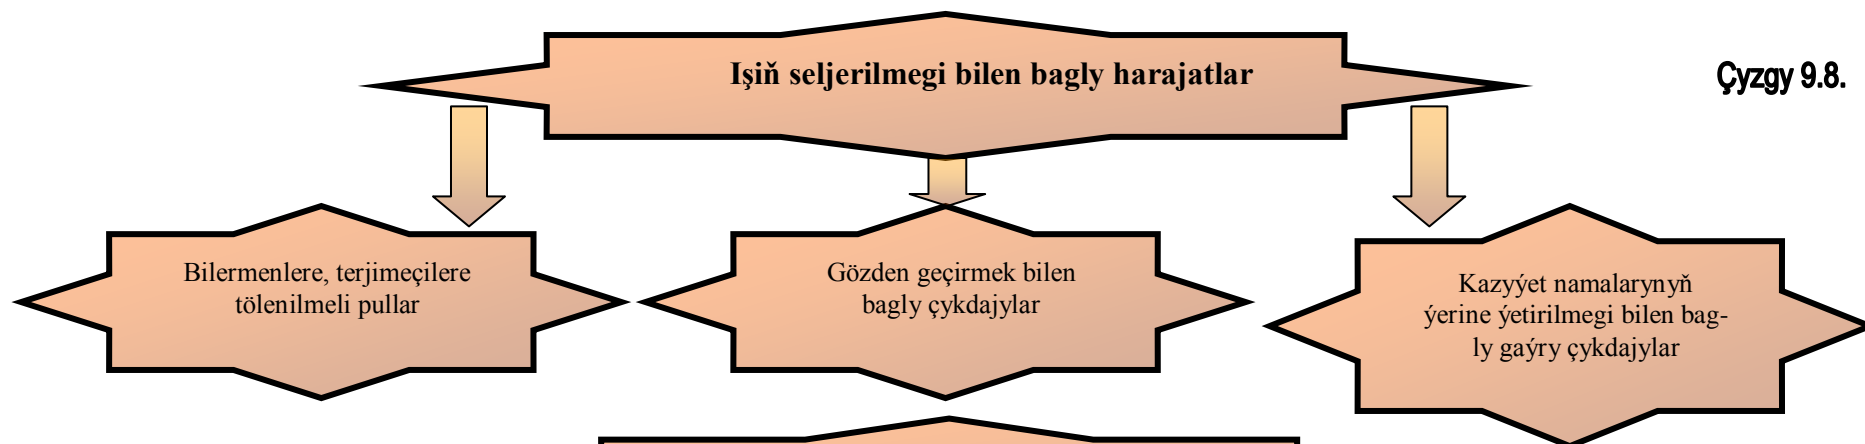 Işiň seljerilmegi bilen bagly harajatlar
Çyzgy 9.8.
Bilermenlere, terjimeçilere
tölenilmeli pullar
Gözden geçirmek bilen
bagly çykdajylar
Kazyýet namalarynyň
ýerine ýetirilmegi bilen bag-
ly gaýry çykdajylar